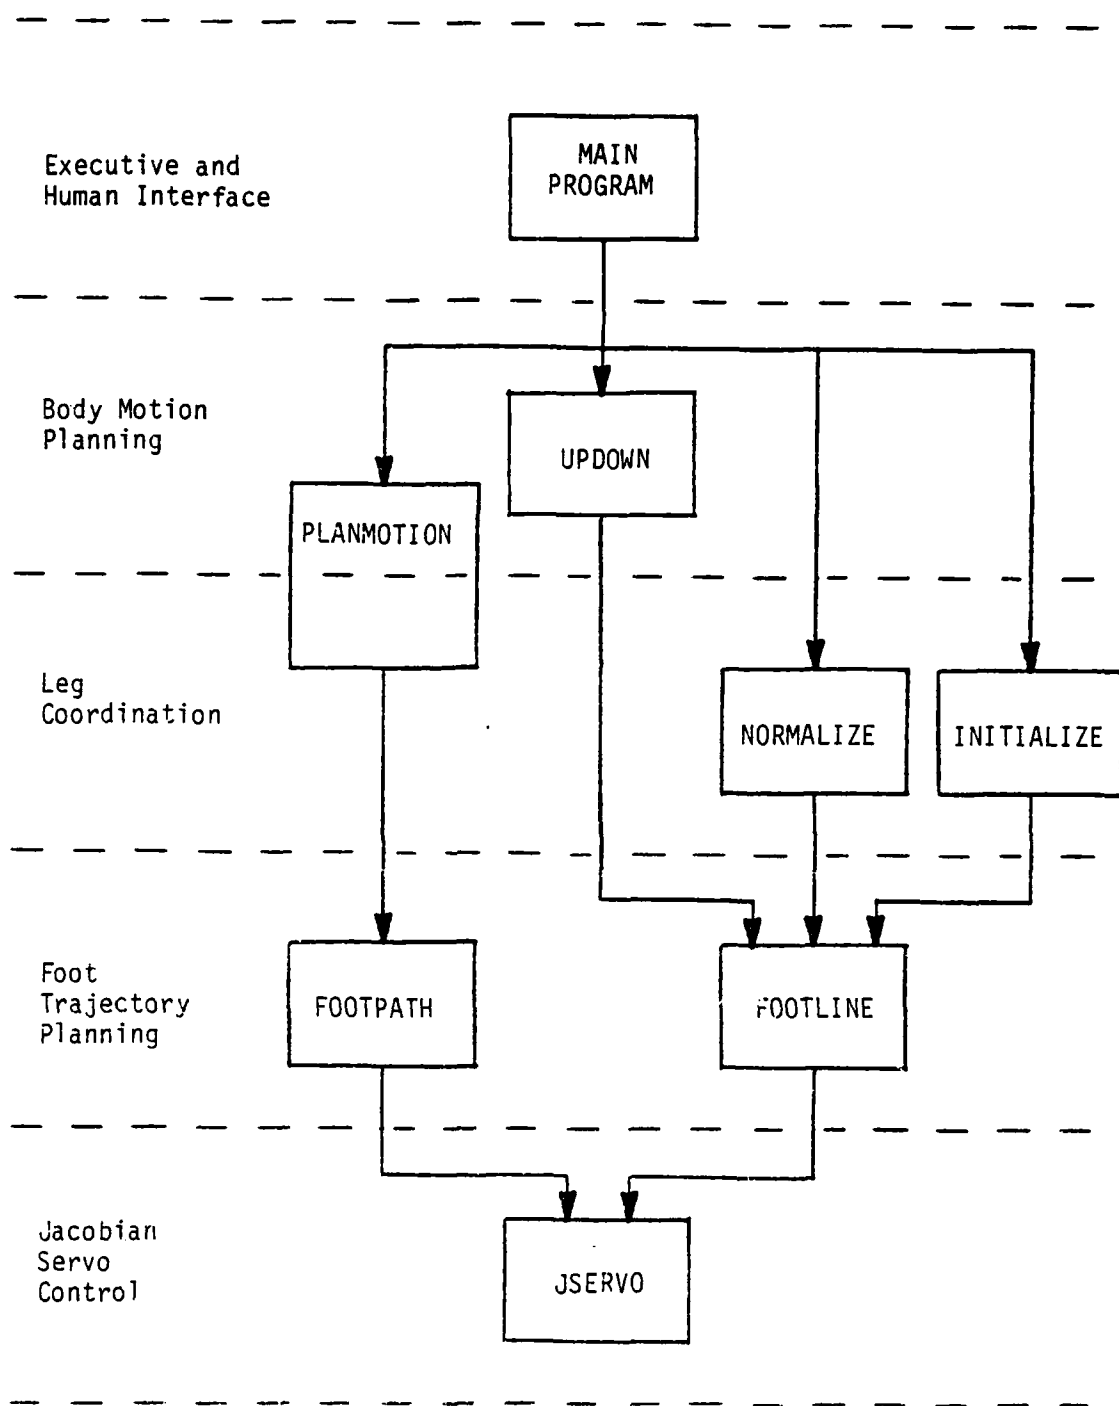 Executive and
Human Interface
MAIN
PROGRAM
Body Motion
Planning
UPDOWN
PLANMOTION
Leg
Coordination
NORMALIZE
INITIALIZE
Foot
Trajectory
Planning
FOOTPATH
FOOTLINE
Jacobian
Servo
Control
JSERVO